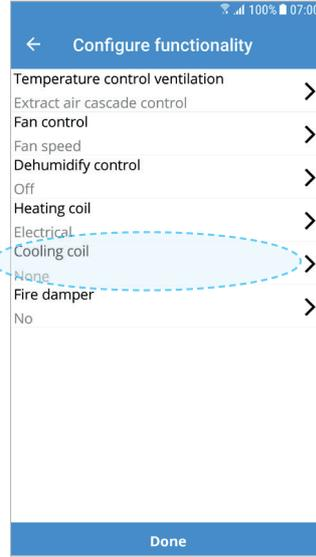 100% 07:00
Configure functionality
Temperature control ventilation
Extract air cascade control
Fan control
Fan speed
Dehumidify control
Off
Heating coil
Electrical
Cooling coil
None
Fire damper
No
Done